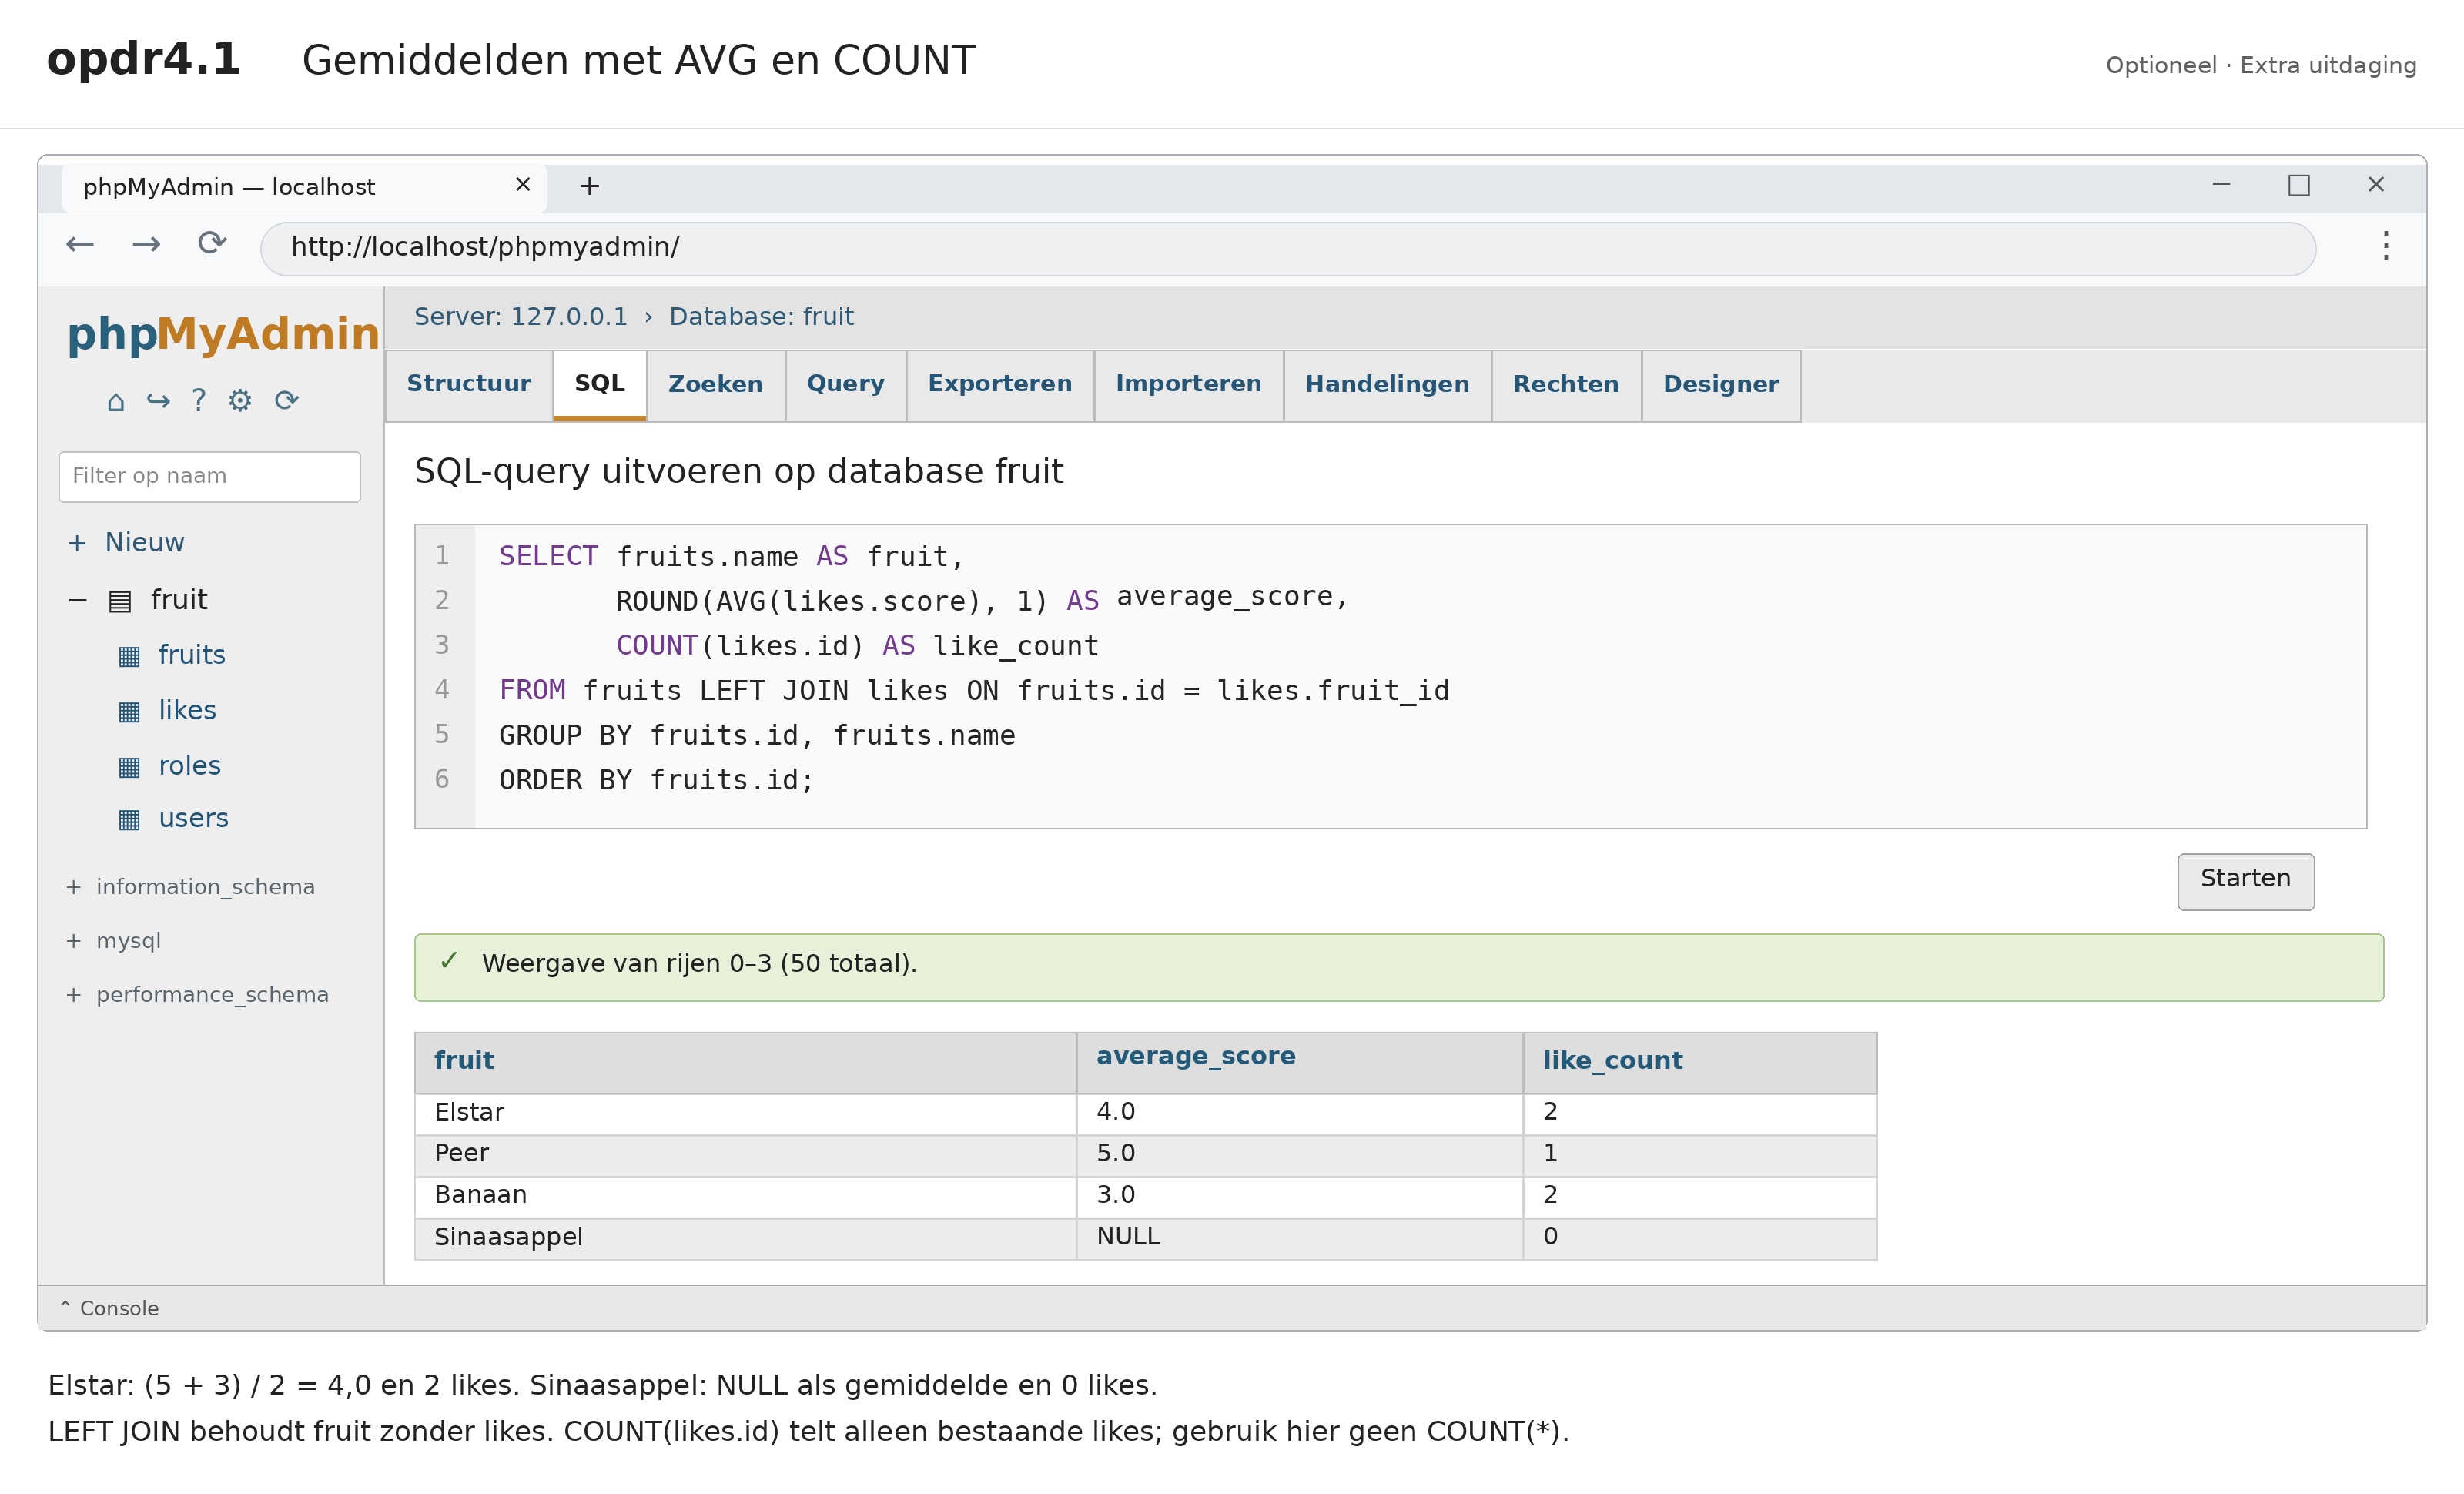 opdr4.1 Gemiddelden met AVG en COUNT Optioneel · Extra uitdaging
phpMyAdmin — localhost × + − □ ×
← → ⟳ http://localhost/phpmyadmin/ ⋮
phpMyAdmin
⌂ ↪ ? ⚙ ⟳
Filter op naam
+ Nieuw
− ▤ fruit
▦ fruits
▦ likes
▦ roles
▦ users
+ information_schema
+ mysql
+ performance_schema
Server: 127.0.0.1 › Database: fruit
Structuur SQL Zoeken Query Exporteren Importeren Handelingen Rechten Designer
SQL-query uitvoeren op database fruit
1 SELECT fruits.name AS fruit,
2 ROUND(AVG(likes.score), 1) AS average_score,
3 COUNT(likes.id) AS like_count
4 FROM fruits LEFT JOIN likes ON fruits.id = likes.fruit_id
5 GROUP BY fruits.id, fruits.name
6 ORDER BY fruits.id;
Starten
✓ Weergave van rijen 0–3 (50 totaal).
fruit average_score like_count
Elstar 4.0 2
Peer 5.0 1
Banaan 3.0 2
Sinaasappel NULL 0
⌃ Console
Elstar: (5 + 3) / 2 = 4,0 en 2 likes. Sinaasappel: NULL als gemiddelde en 0 likes.
LEFT JOIN behoudt fruit zonder likes. COUNT(likes.id) telt alleen bestaande likes; gebruik hier geen COUNT(*).